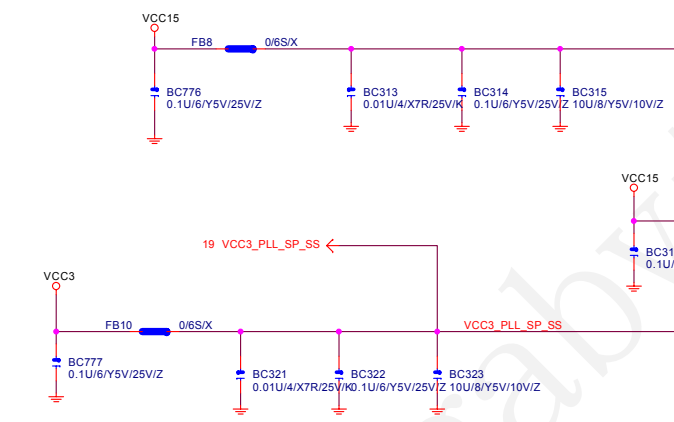 VCC15
FB8 0/6S/X
BC776
0.1U/6/Y5V/25V/Z
BC313
0.01U/4/X7R/25V/K
BC314
0.1U/6/Y5V/25V/Z
BC315
10U/8/Y5V/10V/Z
VCC15
BC31
0.1U/
19 VCC3_PLL_SP_SS
VCC3
FB10 0/6S/X
VCC3_PLL_SP_SS
BC777
0.1U/6/Y5V/25V/Z
BC321
0.01U/4/X7R/25V/K
BC322
0.1U/6/Y5V/25V/Z
BC323
10U/8/Y5V/10V/Z